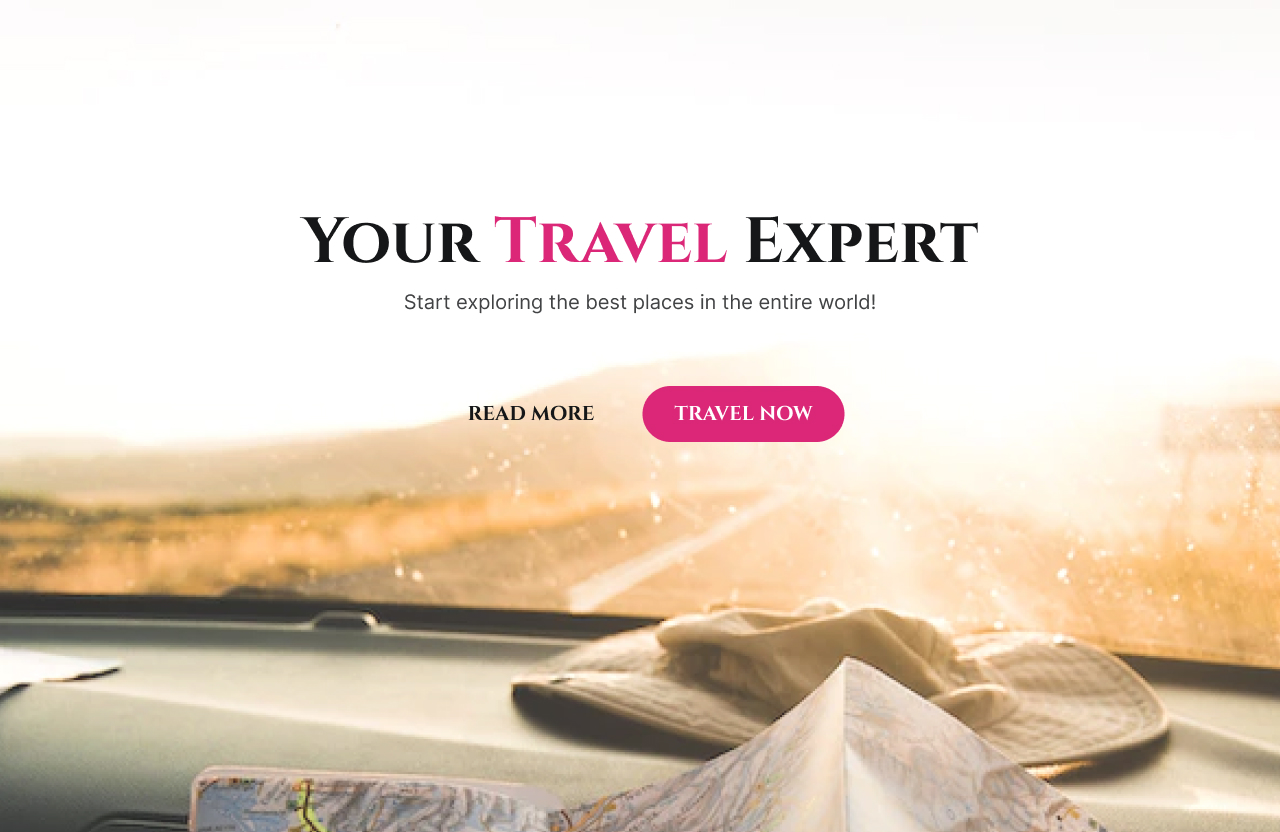 Your Travel Expert
Start exploring the best places in the entire world!
READ MORE
TRAVEL NOW